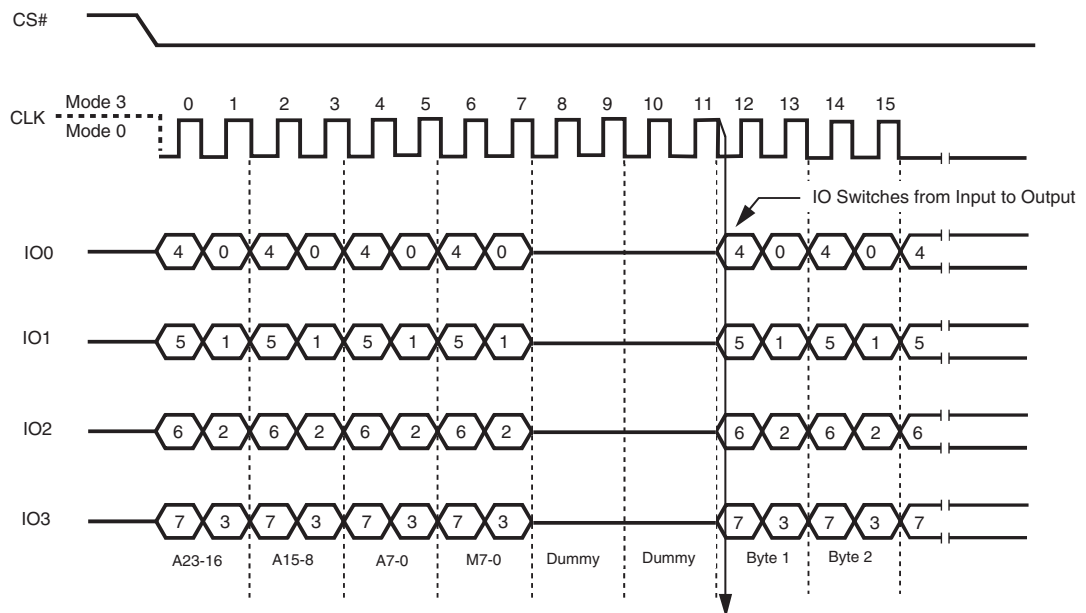 CS#
Mode 3
CLK
Mode 0
0 1 2 3 4 5 6 7 8 9 10 11 12 13 14 15
IO Switches from Input to Output
IO0 4 0 4 0 4 0 4 0 4 0 4 0 4
IO1 5 1 5 1 5 1 5 1 5 1 5 1 5
IO2 6 2 6 2 6 2 6 2 6 2 6 2 6
IO3 7 3 7 3 7 3 7 3 7 3 7 3 7
A23-16 A15-8 A7-0 M7-0 Dummy Dummy Byte 1 Byte 2